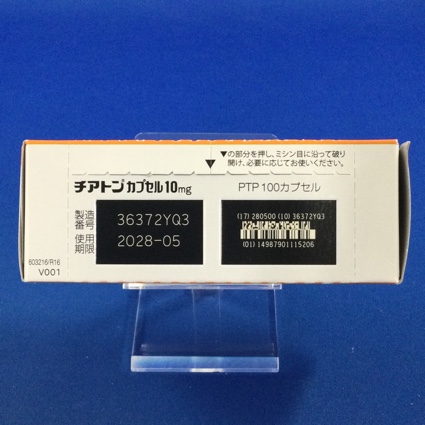 ▼の部分を押し、ミシン目に沿って破り
開け、必要に応じてお使いください。
チアトンカプセル10mg
PTP 100カプセル
製造番号 36372YQ3
使用期限 2028-05
(17) 280500 (10) 36372YQ3
(01) 14987901115206
603216/R16
V001